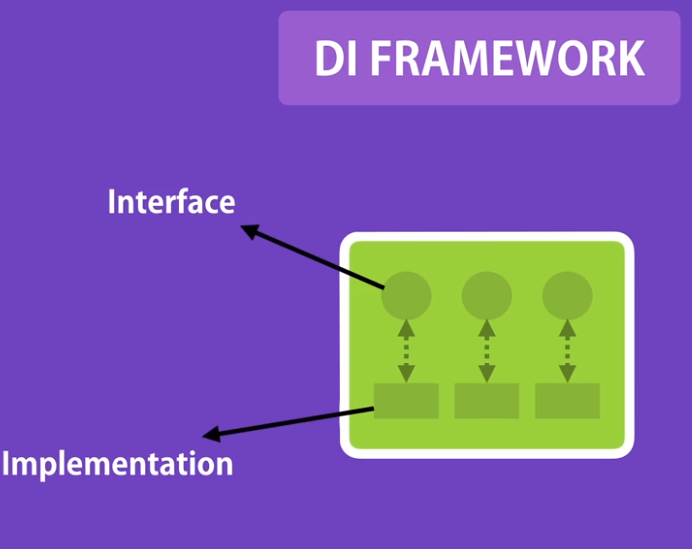 DI FRAMEWORK
Interface
Implementation